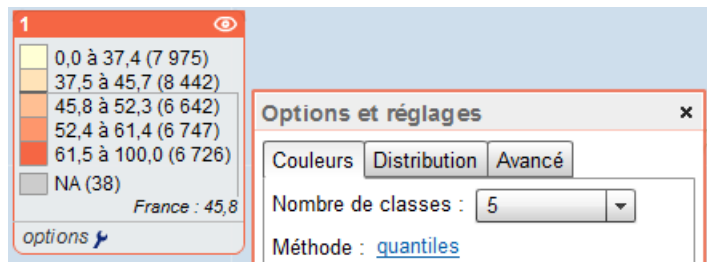 1
0,0 à 37,4 (7 975)
37,5 à 45,7 (8 442)
45,8 à 52,3 (6 642)
52,4 à 61,4 (6 747)
61,5 à 100,0 (6 726)
NA (38)
France : 45,8
options
Options et réglages ×
Couleurs Distribution Avancé
Nombre de classes : 5
Méthode : quantiles